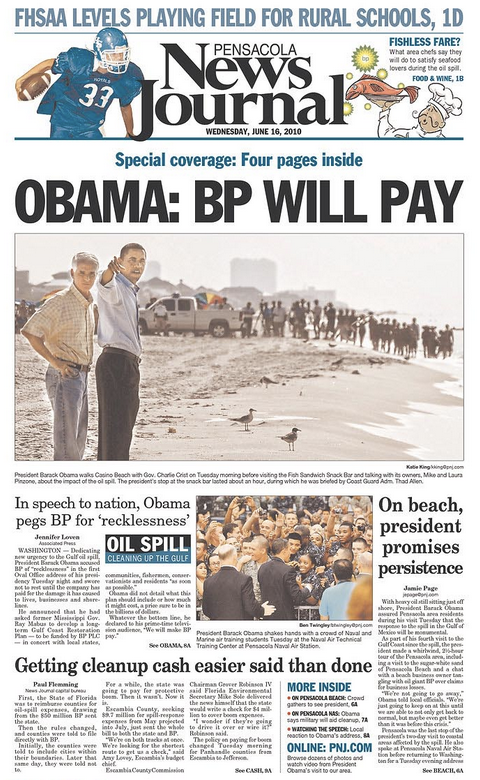 FHSAA LEVELS PLAYING FIELD FOR RURAL SCHOOLS, 1D
33
PENSACOLA
News
Journal
WEDNESDAY, JUNE 16, 2010
FISHLESS FARE?
What area chefs say they
will do to satisfy seafood
lovers during the oil spill.
FOOD & WINE, 1B
bp
Special coverage: Four pages inside
OBAMA: BP WILL PAY
Katie King/kking@pnj.com
President Barack Obama walks Casino Beach with Gov. Charlie Crist on Tuesday morning before visiting the Fish Sandwich Snack Bar and talking with its owners, Mike and Laura
Pinzone, about the impact of the oil spill. The president's stop at the snack bar lasted about an hour, during which he was briefed by Coast Guard Adm. Thad Allen.
In speech to nation, Obama
pegs BP for ‘recklessness’
Jennifer Loven
Associated Press
WASHINGTON — Dedicating
new urgency to the Gulf oil spill,
President Barack Obama accused
BP of "recklessness" in the first
Oval Office address of his presi-
dency Tuesday night and swore
not to rest until the company has
paid for the damage it has caused
to lives, businesses and shore-
lines.
He announced that he had
asked former Mississippi Gov.
Ray Mabus to develop a long-
term Gulf Coast Restoration
Plan — to be funded by BP PLC
— in concert with local states,
OIL SPILL
CLEANING UP THE GULF
communities, fishermen, conser-
vationists and residents "as soon
as possible."
Obama did not detail what this
plan should include or how much
it might cost, a price sure to be in
the billions of dollars.
Whatever the bottom line, he
declared to his prime-time televi-
sion audience, "We will make BP
pay."
See OBAMA, 8A
Ben Twingley/btwingley@pnj.com
President Barack Obama shakes hands with a crowd of Naval and
Marine air training students Tuesday at the Naval Air Technical
Training Center at Pensacola Naval Air Station.
On beach,
president
promises
persistence
Jamie Page
jepage@pnj.com
With heavy oil still sitting just off
shore, President Barack Obama
assured Pensacola area residents
during his visit Tuesday that the
response to the spill in the Gulf of
Mexico will be monumental.
As part of his fourth visit to the
Gulf Coast since the spill, the pres-
ident made a whirlwind, 2½-hour
tour of the Pensacola area, includ-
ing a visit to the sugar-white sand
of Pensacola Beach and a chat
with a beach business owner tan-
gling with oil giant BP over claims
for business losses.
"We're not going to go away,"
Obama told local officials. "We're
just going to keep on this until
we are able to not only get back to
normal, but maybe even get better
than it was before this crisis."
Pensacola was the last stop of the
president's two-day visit to coastal
areas affected by the spill. He also
spoke at Pensacola Naval Air Sta-
tion before returning to Washing-
ton for a Tuesday evening address
See BEACH, 6A
Getting cleanup cash easier said than done
Paul Flemming
News Journal capital bureau
First, the State of Florida
was to reimburse counties for
oil-spill expenses, drawing
from the $50 million BP sent
the state.
Then the rules changed,
and counties were to deal
directly with BP.
Initially, the counties were
told to include cities within
their boundaries. Later that
same day, they were told not
to.
For a while, the state was
going to pay for protective
boom. Then it wasn't. Now it
is.
Escambia County, seeking
$8.7 million for spill-response
expenses from May projected
into July, just sent the whole
bill to both the state and BP.
"We're on both tracks at once.
We're looking for the shortest
route to get us a check," said
Amy Lovoy, Escambia's budget
chief.
Escambia County Commission
Chairman Grover Robinson IV
said Florida Environmental
Secretary Mike Sole delivered
the news himself that the state
would write a check for $4 mil-
lion to cover boom expenses.
"I wonder if they're going
to drive it over or wire it?"
Robinson said.
The policy on paying for boom
changed Tuesday between
morning for Panhandle counties
from Escambia to Jefferson.
See CASH, 9A
MORE INSIDE
• ON PENSACOLA BEACH: Crowd
gathers to see president, 6A
• ON PENSACOLA NAS: Obama
says military will aid cleanup, 7A
• WATCHING THE SPEECH: Local
reaction to Obama's address, 8A
ONLINE: PNJ.COM
Browse dozens of photos and
watch video from President
Obama's visit to our area.